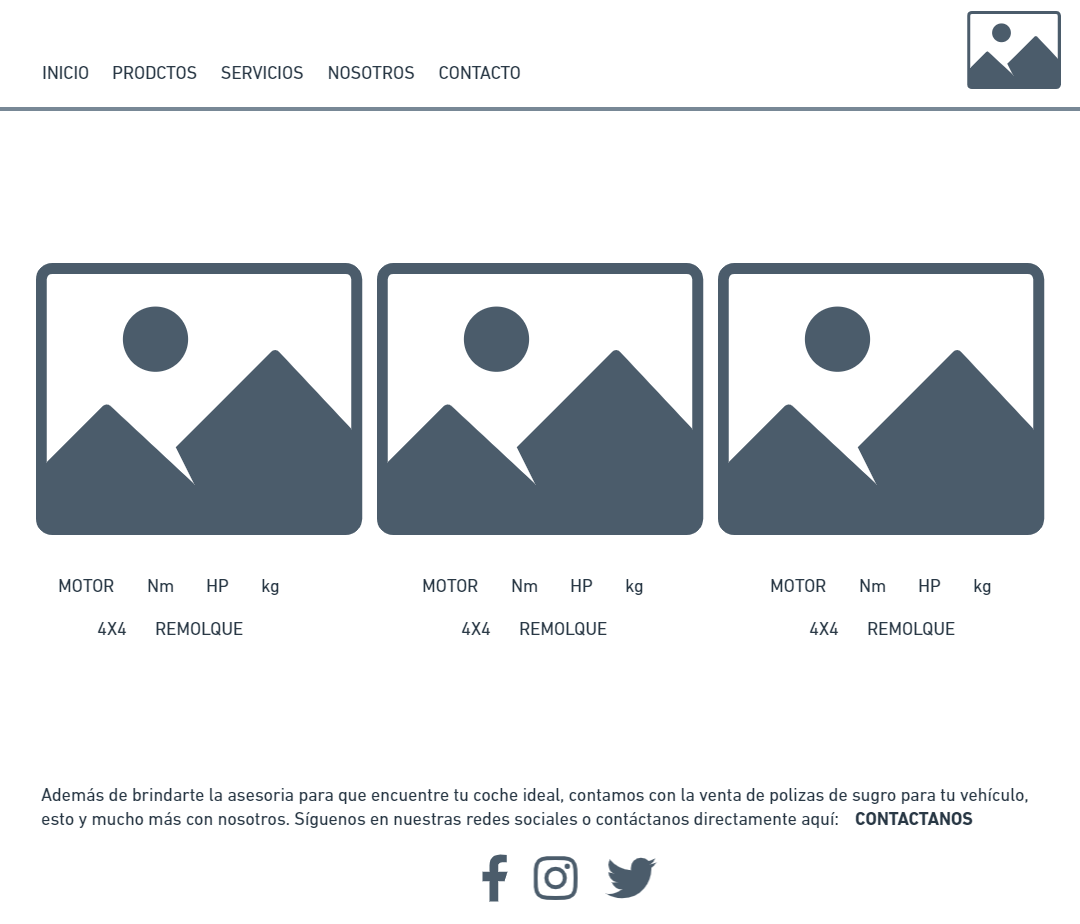 INICIO PRODCTOS SERVICIOS NOSOTROS CONTACTO
MOTOR Nm HP kg MOTOR Nm HP kg MOTOR Nm HP kg
4X4 REMOLQUE 4X4 REMOLQUE 4X4 REMOLQUE
Además de brindarte la asesoria para que encuentre tu coche ideal, contamos con la venta de polizas de sugro para tu vehículo,
esto y mucho más con nosotros. Síguenos en nuestras redes sociales o contáctanos directamente aquí: CONTACTANOS